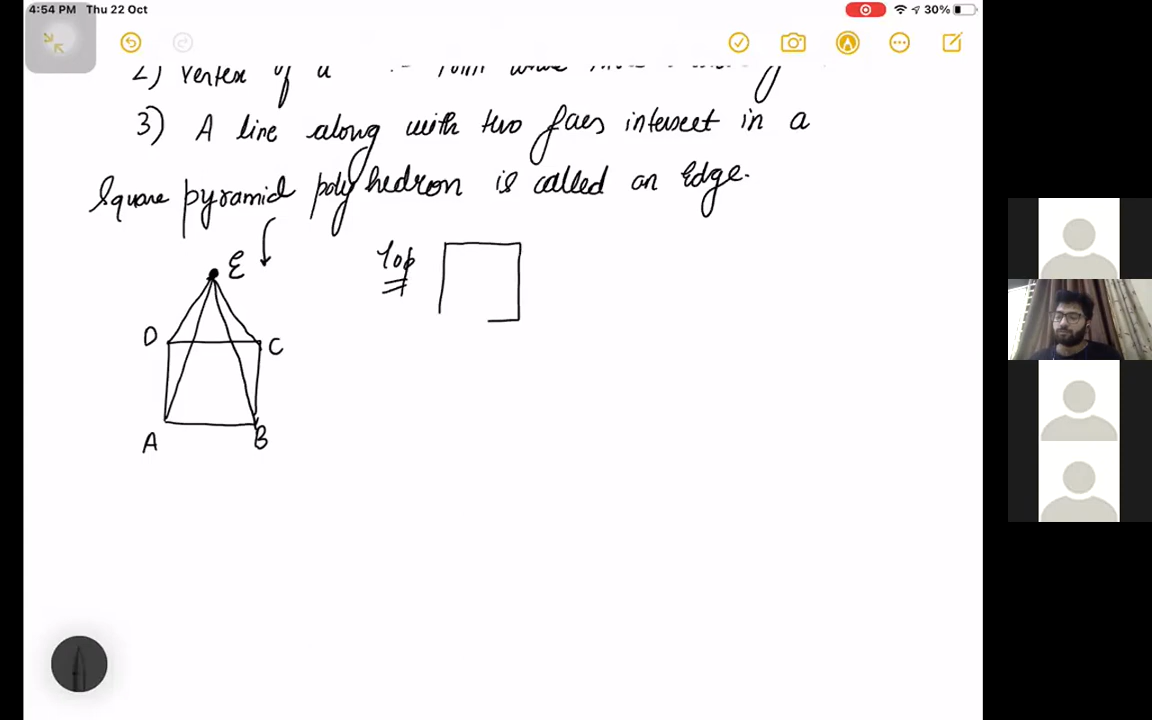 4:54 PM Thu 22 Oct
30%
2) Vertex of a
3) A line along with two faes intersect in a
Square pyramid polyhedron is called an Edge.
E
Top
D
C
A
B